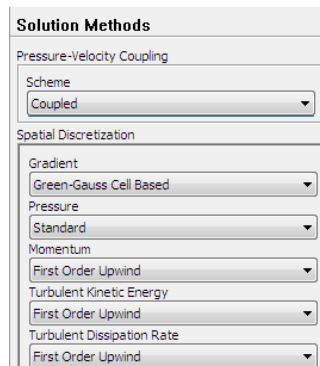 Solution Methods
Pressure-Velocity Coupling
Scheme
Coupled
Spatial Discretization
Gradient
Green-Gauss Cell Based
Pressure
Standard
Momentum
First Order Upwind
Turbulent Kinetic Energy
First Order Upwind
Turbulent Dissipation Rate
First Order Upwind